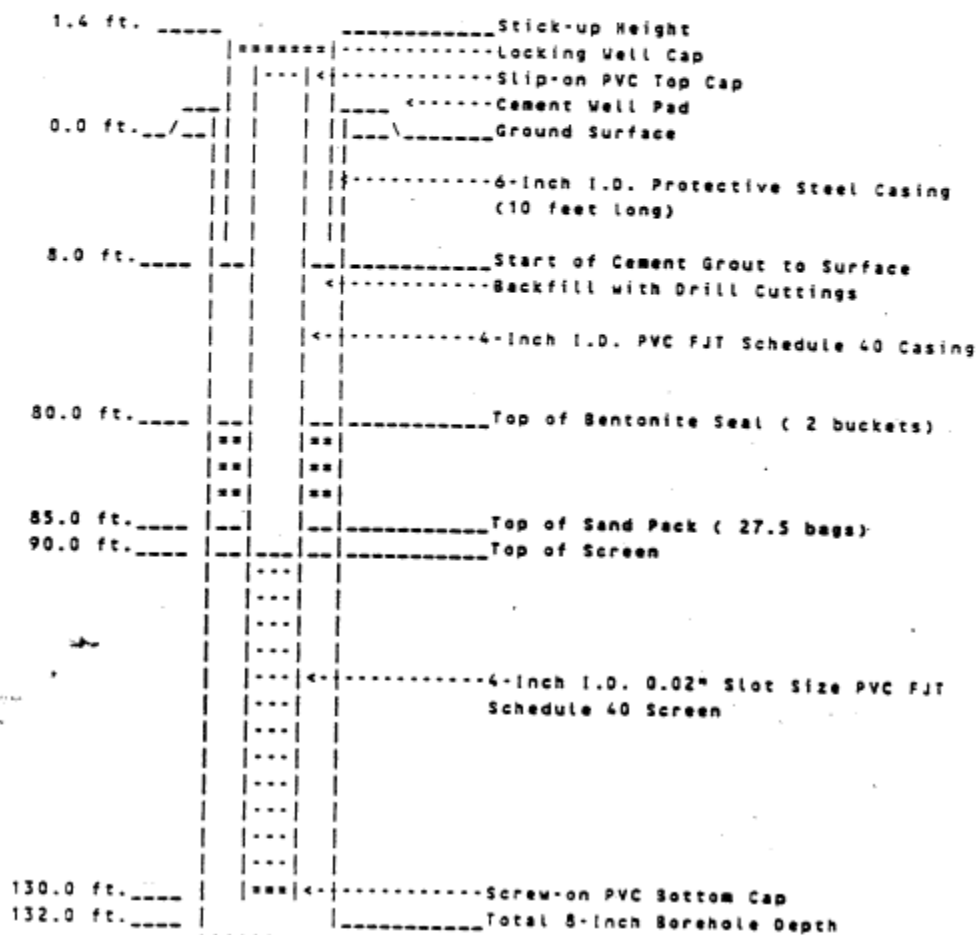 1.4 ft. Stick-up Height
Locking Well Cap
Slip-on PVC Top Cap
Cement Well Pad
0.0 ft. Ground Surface
6-Inch I.D. Protective Steel Casing
(10 feet long)
8.0 ft. Start of Cement Grout to Surface
Backfill with Drill Cuttings
4-Inch I.D. PVC FJT Schedule 40 Casing
80.0 ft. Top of Bentonite Seal ( 2 buckets)
85.0 ft. Top of Sand Pack ( 27.5 bags)
90.0 ft. Top of Screen
4-Inch I.D. 0.02" Slot Size PVC FJT
Schedule 40 Screen
130.0 ft. Screw-on PVC Bottom Cap
132.0 ft. Total 8-Inch Borehole Depth